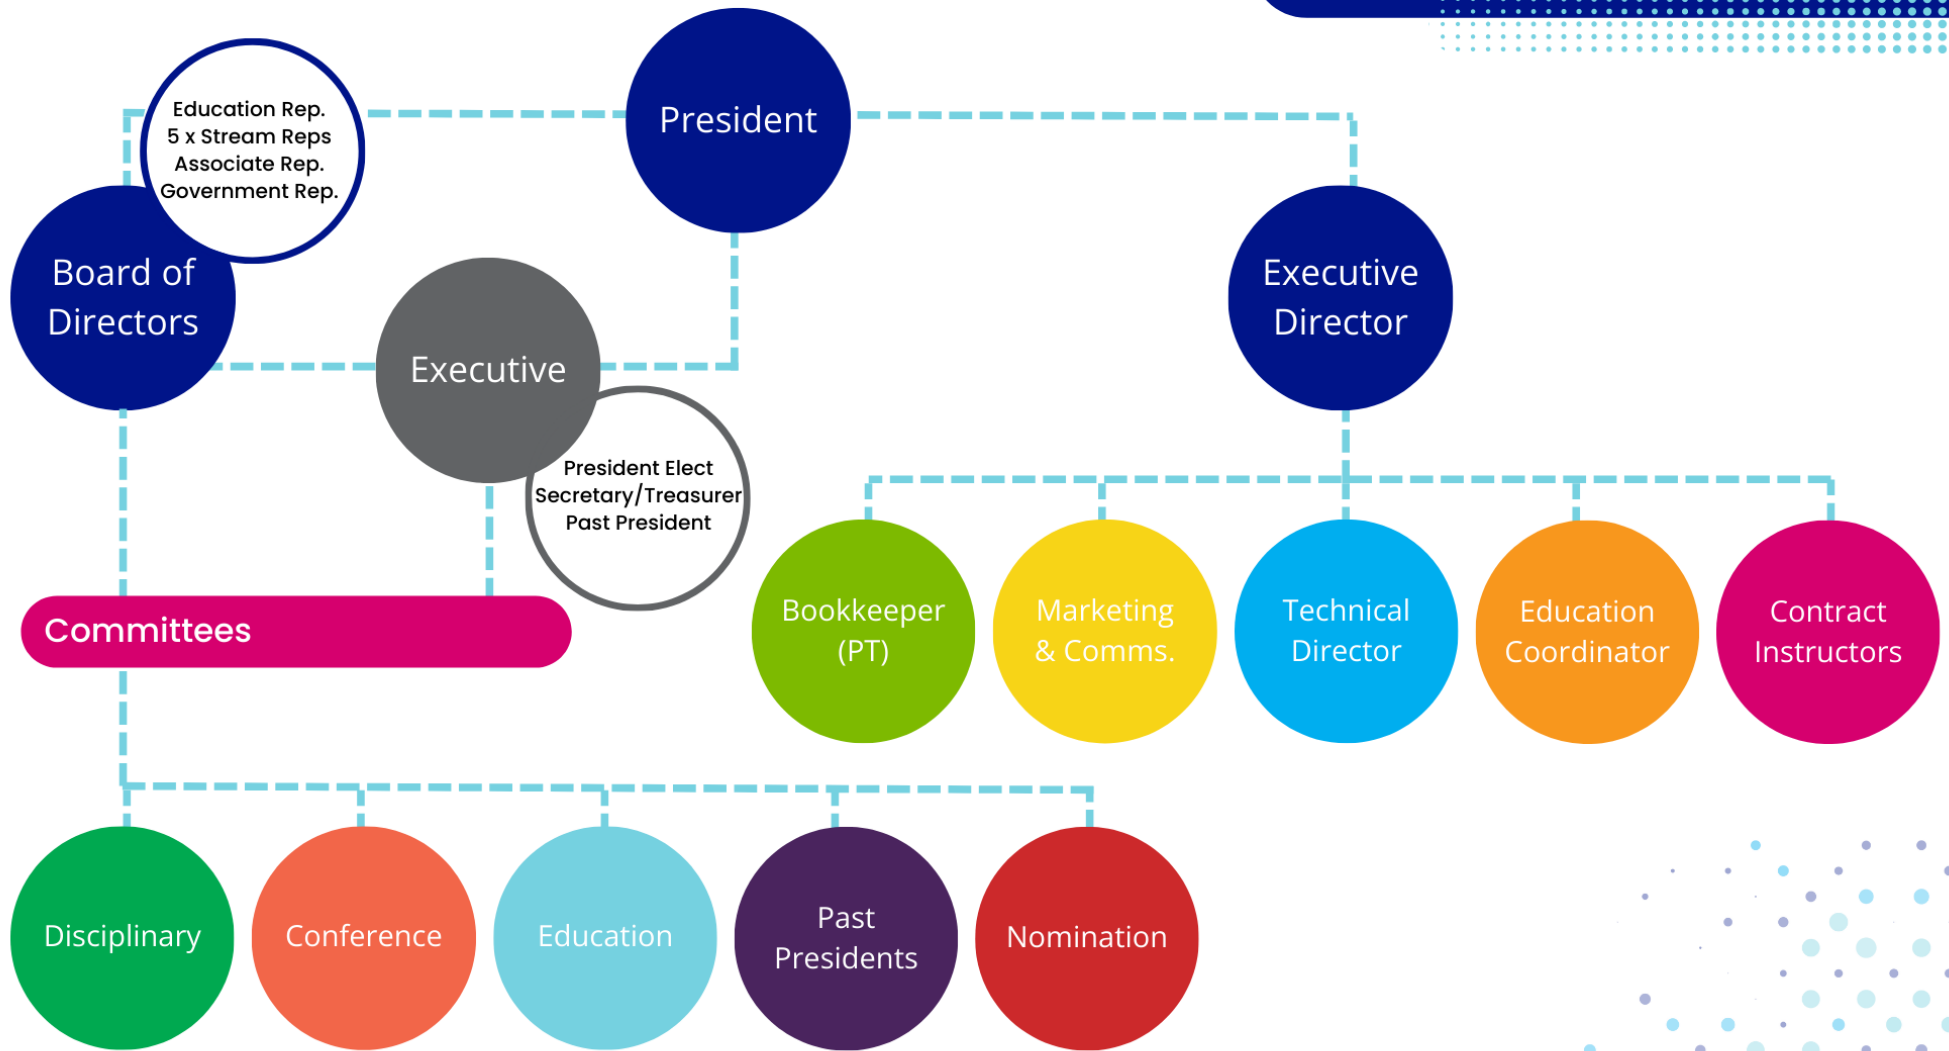 President
Education Rep.
5 x Stream Reps
Associate Rep.
Government Rep.
Board of
Directors
Executive
President Elect
Secretary/Treasurer
Past President
Executive
Director
Committees
Bookkeeper
(PT)
Marketing
& Comms.
Technical
Director
Education
Coordinator
Contract
Instructors
Disciplinary
Conference
Education
Past
Presidents
Nomination